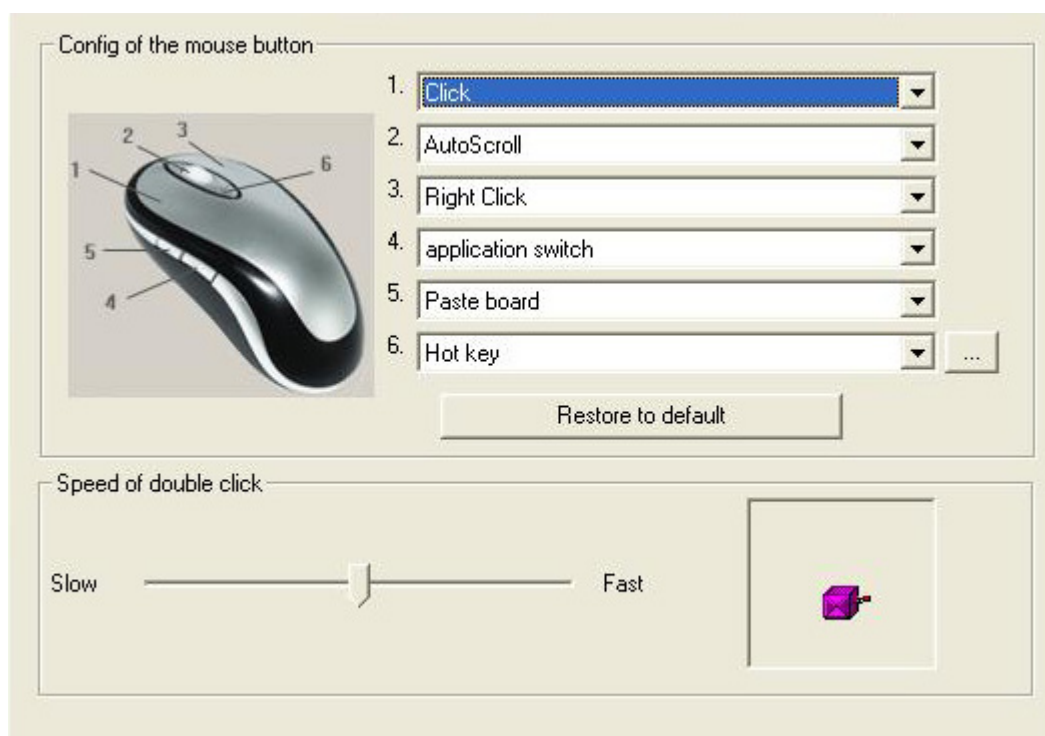 Config of the mouse button
1. Click
2. AutoScroll
3. Right Click
4. application switch
5. Paste board
6. Hot key ...
2 3
1 6
5
4
Restore to default
Speed of double click
Slow Fast